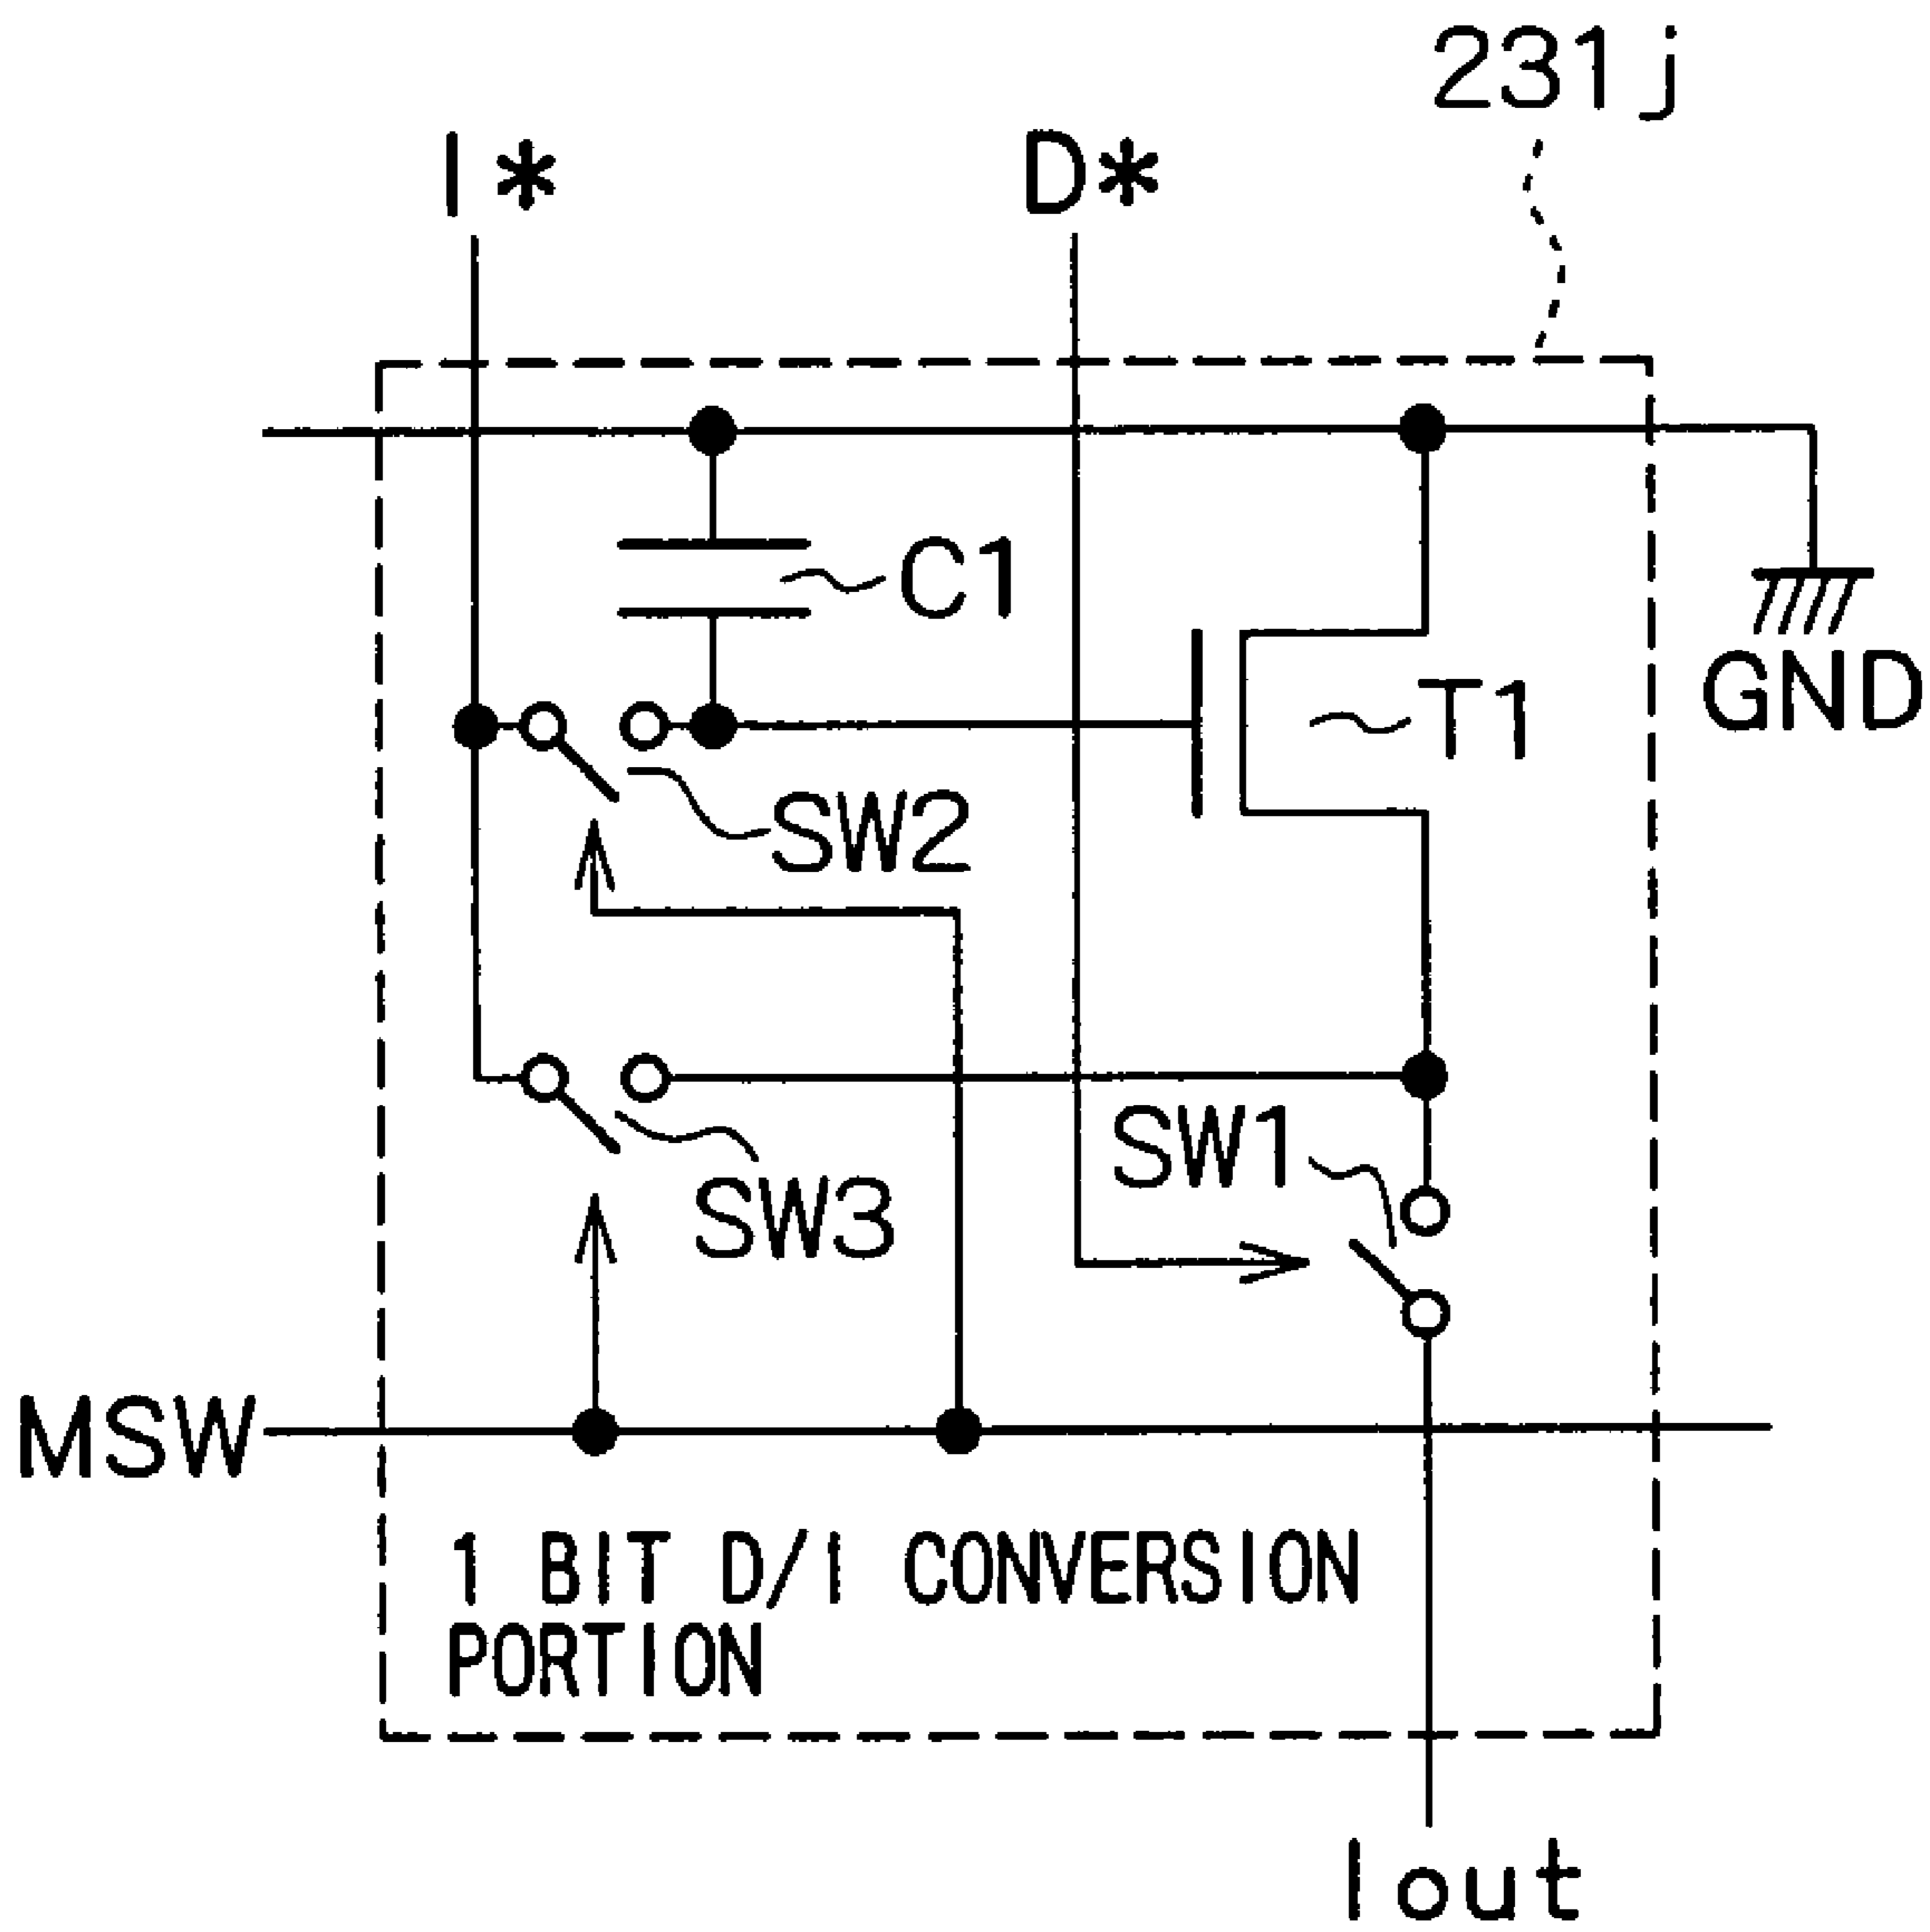 231j
I*
D*
C1
T1
GND
SW2
SW1
SW3
MSW
1 BIT D/I CONVERSION
PORTION
Iout